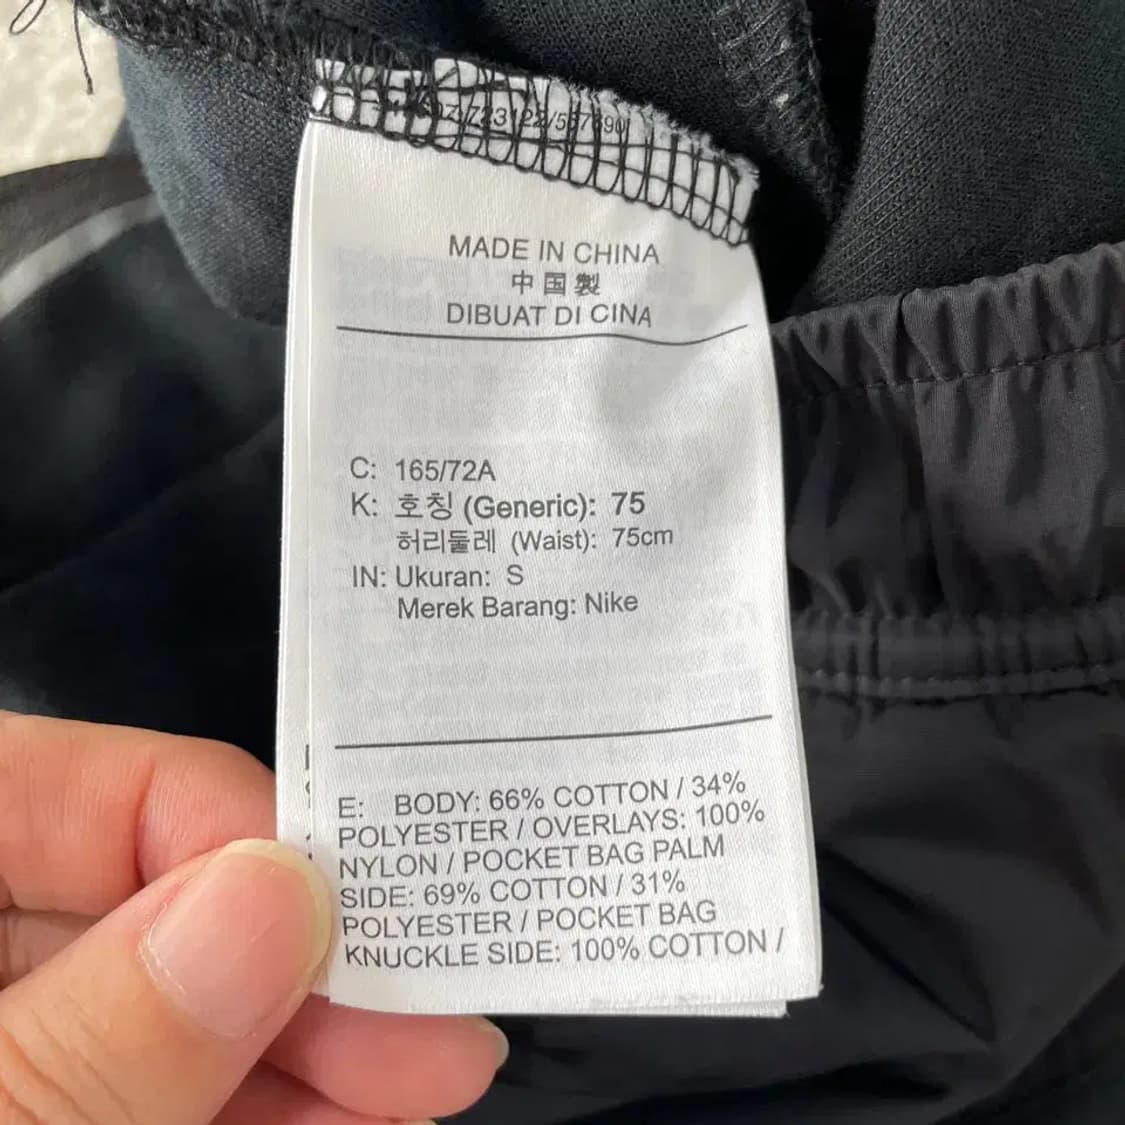 MADE IN CHINA
中国製
DIBUAT DI CINA
C: 165/72A
K: 호칭 (Generic): 75
허리둘레 (Waist): 75cm
IN: Ukuran: S
Merek Barang: Nike
E: BODY: 66% COTTON / 34%
POLYESTER / OVERLAYS: 100%
NYLON / POCKET BAG PALM
SIDE: 69% COTTON / 31%
POLYESTER / POCKET BAG
KNUCKLE SIDE: 100% COTTON /